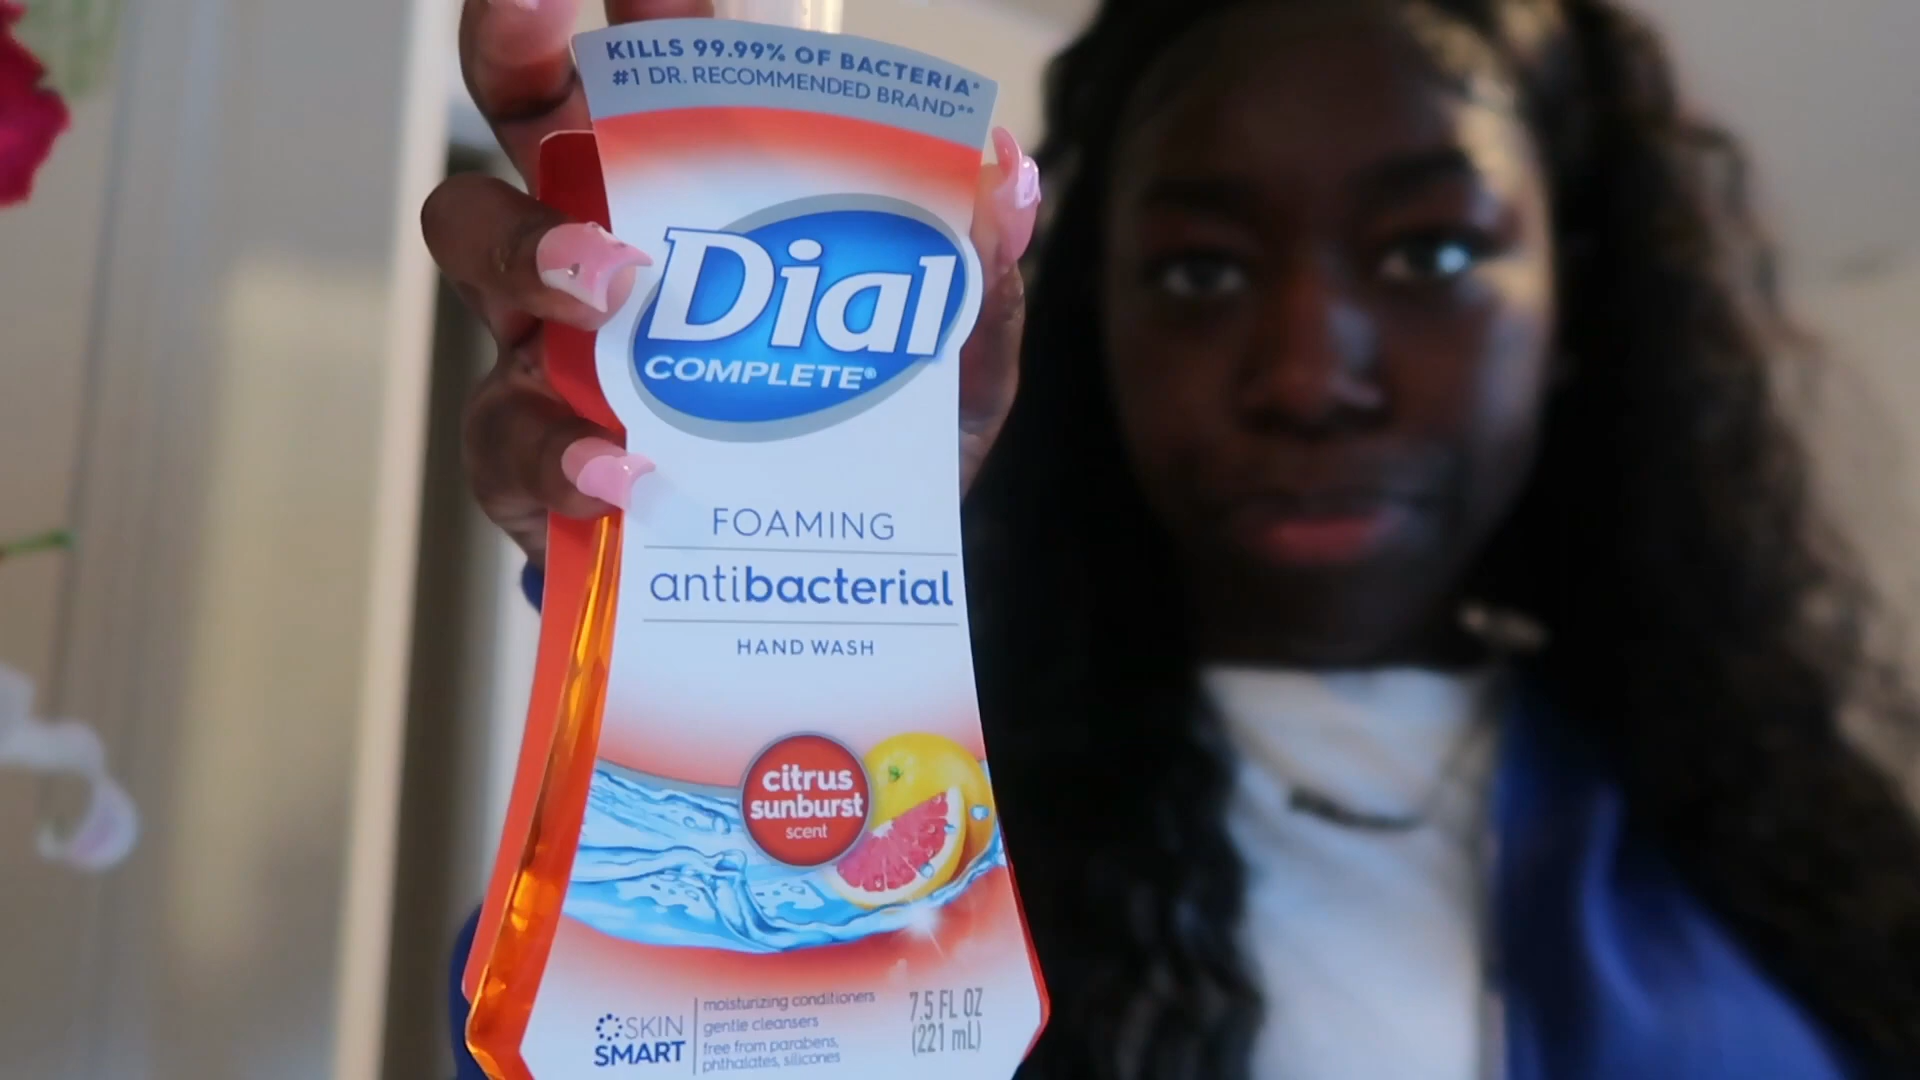 KILLS 99.99% OF BACTERIA*
#1 DR. RECOMMENDED BRAND**
Dial
COMPLETE®
FOAMING
antibacterial
HAND WASH
citrus
sunburst
scent
SKIN
SMART
moisturizing conditioners
gentle cleansers
free from parabens,
phthalates, silicones
7.5 FL OZ
(221 mL)